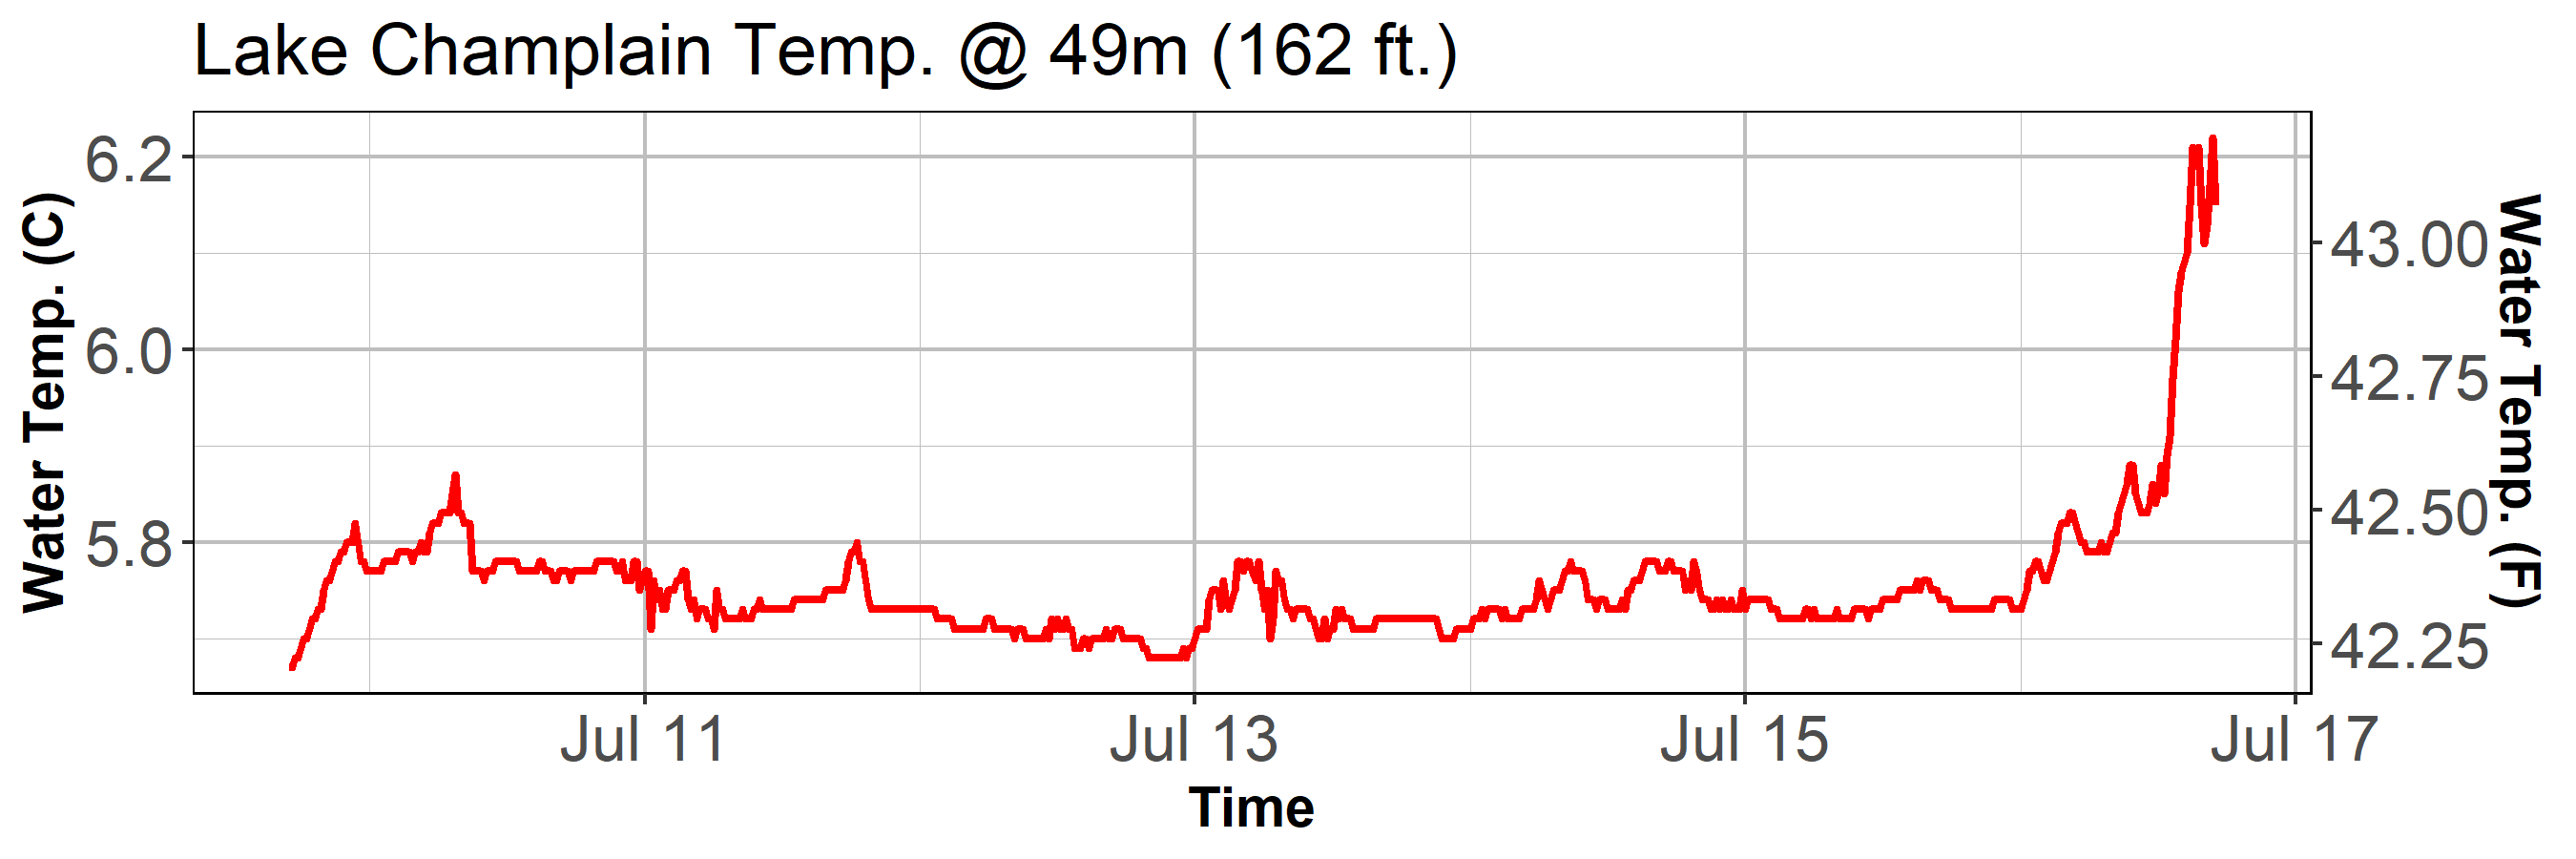 Lake Champlain Temp. @ 49m (162 ft.)
Water Temp. (C)
6.2
6.0
5.8
43.00
42.75
42.50
42.25
Water Temp. (F)
Jul 11 Jul 13 Jul 15 Jul 17
Time